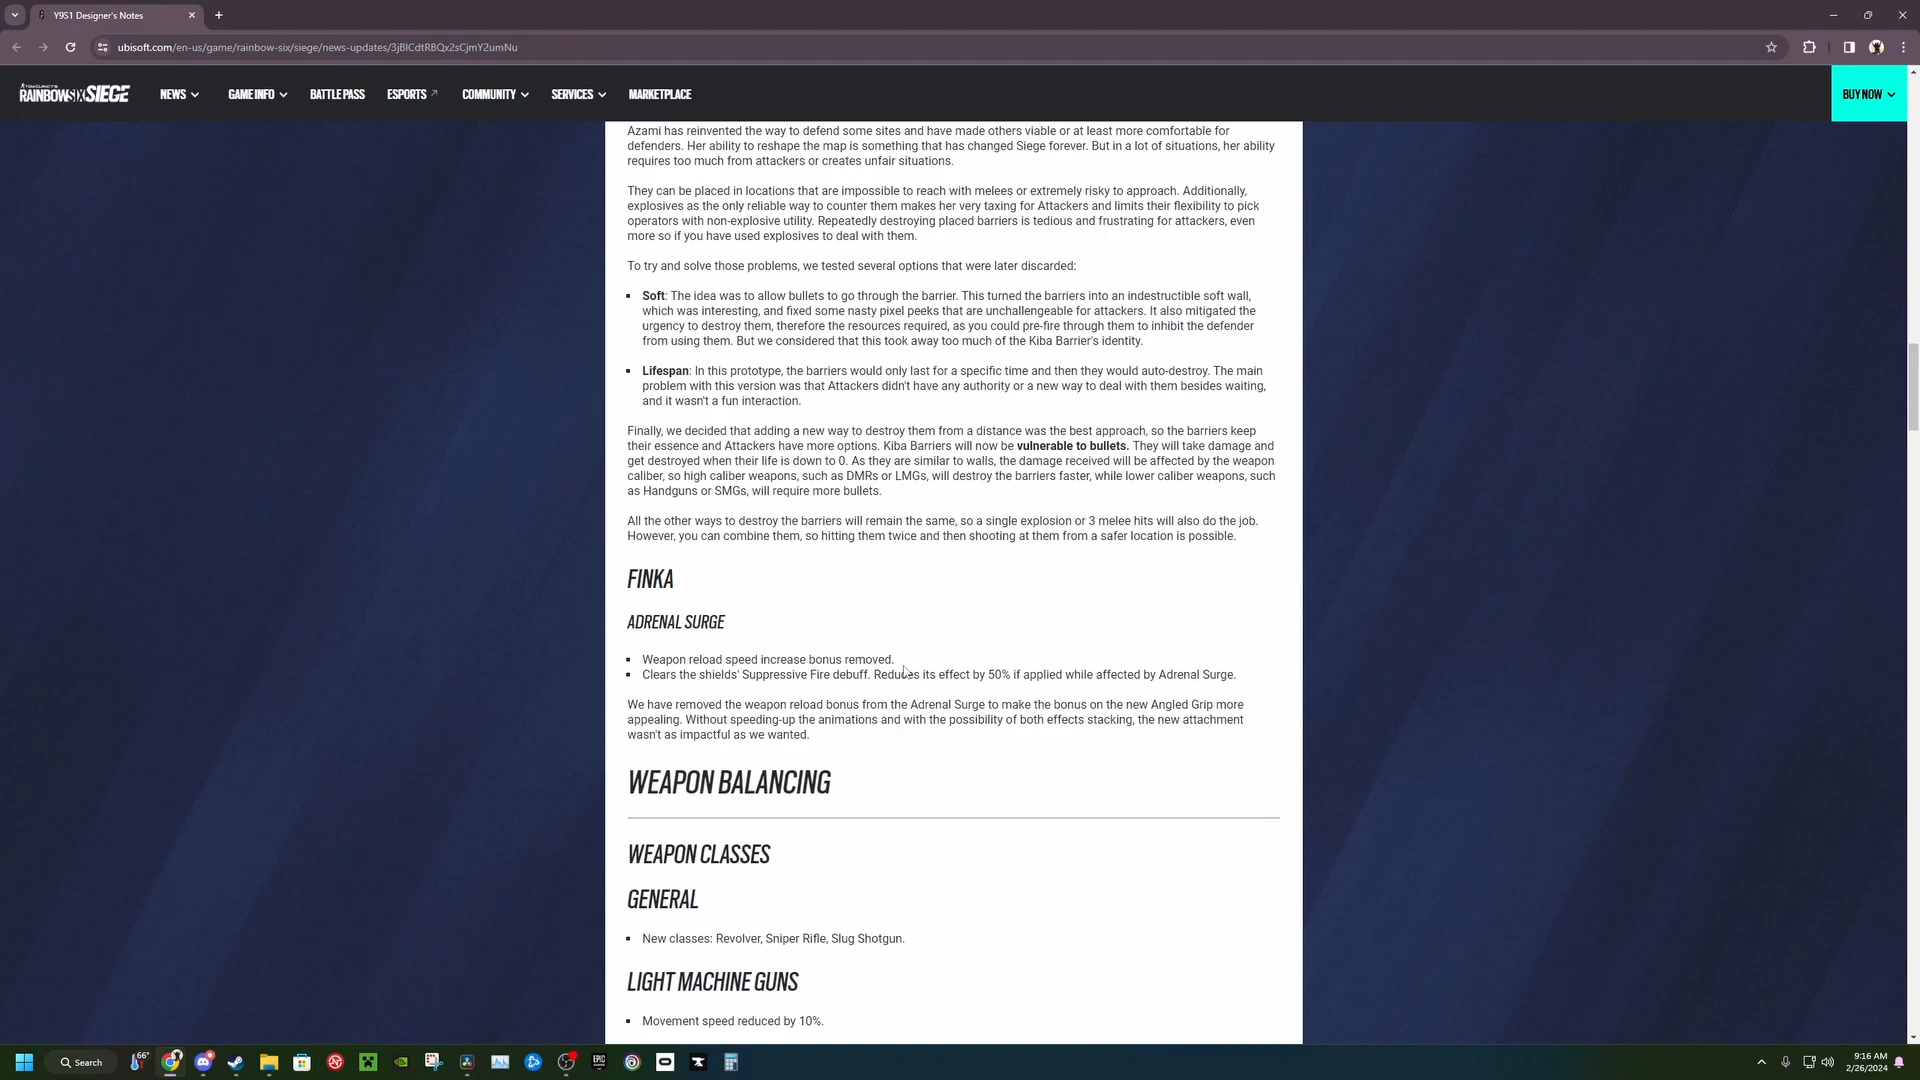 Y9S1 Designer's Notes
ubisoft.com/en-us/game/rainbow-six/siege/news-updates/3jBlCdtRBQx2sCjmY2umNu
TOM CLANCY'S
RAINBOWSIX SIEGE
NEWS
GAME INFO
BATTLE PASS
ESPORTS
COMMUNITY
SERVICES
MARKETPLACE
BUY NOW
Azami has reinvented the way to defend some sites and have made others viable or at least more comfortable for
defenders. Her ability to reshape the map is something that has changed Siege forever. But in a lot of situations, her ability
requires too much from attackers or creates unfair situations.
They can be placed in locations that are impossible to reach with melees or extremely risky to approach. Additionally,
explosives as the only reliable way to counter them makes her very taxing for Attackers and limits their flexibility to pick
operators with non-explosive utility. Repeatedly destroying placed barriers is tedious and frustrating for attackers, even
more so if you have used explosives to deal with them.
To try and solve those problems, we tested several options that were later discarded:
▪ Soft: The idea was to allow bullets to go through the barrier. This turned the barriers into an indestructible soft wall,
which was interesting, and fixed some nasty pixel peeks that are unchallengeable for attackers. It also mitigated the
urgency to destroy them, therefore the resources required, as you could pre-fire through them to inhibit the defender
from using them. But we considered that this took away too much of the Kiba Barrier's identity.
▪ Lifespan: In this prototype, the barriers would only last for a specific time and then they would auto-destroy. The main
problem with this version was that Attackers didn't have any authority or a new way to deal with them besides waiting,
and it wasn't a fun interaction.
Finally, we decided that adding a new way to destroy them from a distance was the best approach, so the barriers keep
their essence and Attackers have more options. Kiba Barriers will now be vulnerable to bullets. They will take damage and
get destroyed when their life is down to 0. As they are similar to walls, the damage received will be affected by the weapon
caliber, so high caliber weapons, such as DMRs or LMGs, will destroy the barriers faster, while lower caliber weapons, such
as Handguns or SMGs, will require more bullets.
All the other ways to destroy the barriers will remain the same, so a single explosion or 3 melee hits will also do the job.
However, you can combine them, so hitting them twice and then shooting at them from a safer location is possible.
FINKA
ADRENAL SURGE
▪ Weapon reload speed increase bonus removed.
▪ Clears the shields' Suppressive Fire debuff. Reduces its effect by 50% if applied while affected by Adrenal Surge.
We have removed the weapon reload bonus from the Adrenal Surge to make the bonus on the new Angled Grip more
appealing. Without speeding-up the animations and with the possibility of both effects stacking, the new attachment
wasn't as impactful as we wanted.
WEAPON BALANCING
WEAPON CLASSES
GENERAL
▪ New classes: Revolver, Sniper Rifle, Slug Shotgun.
LIGHT MACHINE GUNS
▪ Movement speed reduced by 10%.
Search
66°
EPIC
9:16 AM
2/26/2024